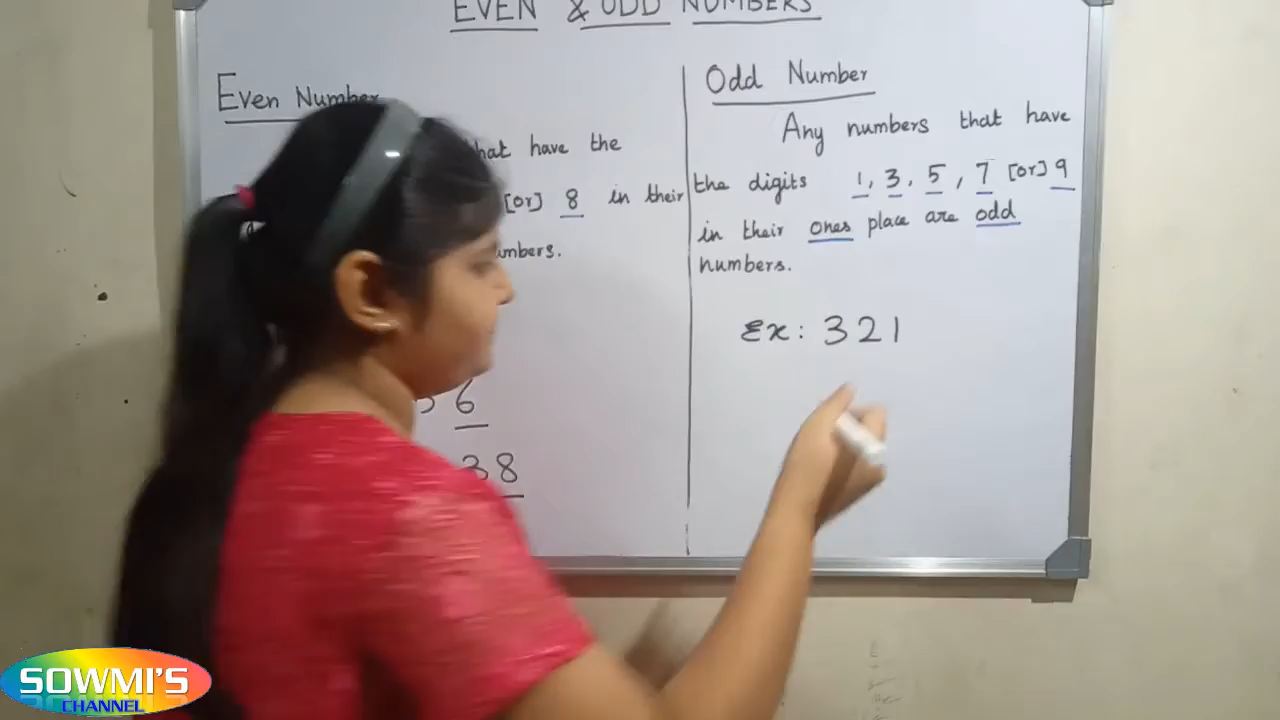 EVEN & ODD NUMBERS
Even Number
that have the
[or] 8 in their
numbers.
6
38
Odd Number
Any numbers that have
the digits 1, 3, 5, 7 [or] 9
in their ones place are odd
numbers.
Ex: 321
SOWMI'S
CHANNEL